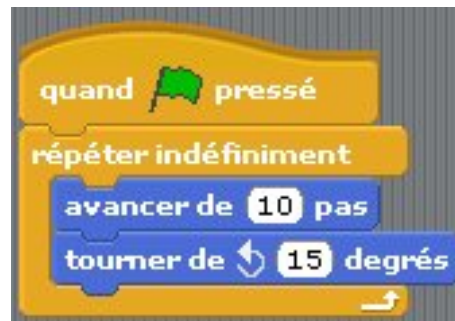 quand pressé
répéter indéfiniment
avancer de 10 pas
tourner de 15 degrés